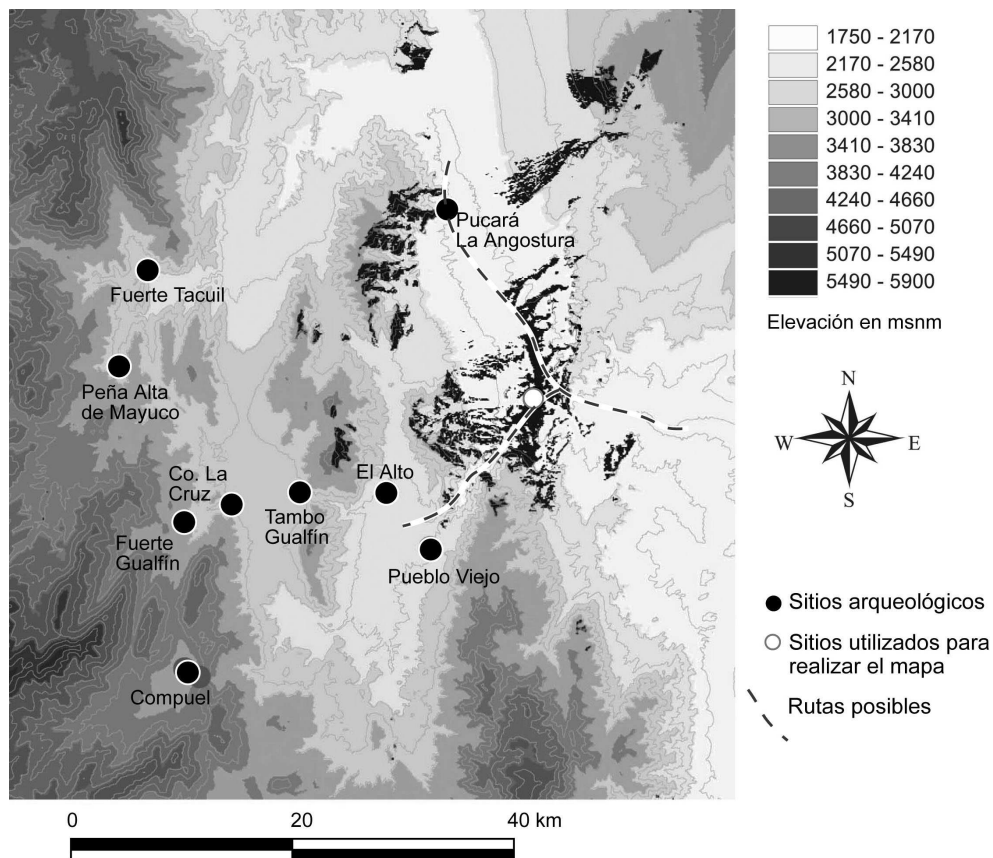 Pucará
La Angostura
Fuerte Tacuil
Peña Alta
de Mayuco
Co. La
Cruz
El Alto
Tambo
Gualfín
Fuerte
Gualfín
Pueblo Viejo
Compuel
0 20 40 km
1750 - 2170
2170 - 2580
2580 - 3000
3000 - 3410
3410 - 3830
3830 - 4240
4240 - 4660
4660 - 5070
5070 - 5490
5490 - 5900
Elevación en msnm
N
W E
S
Sitios arqueológicos
Sitios utilizados para
realizar el mapa
Rutas posibles